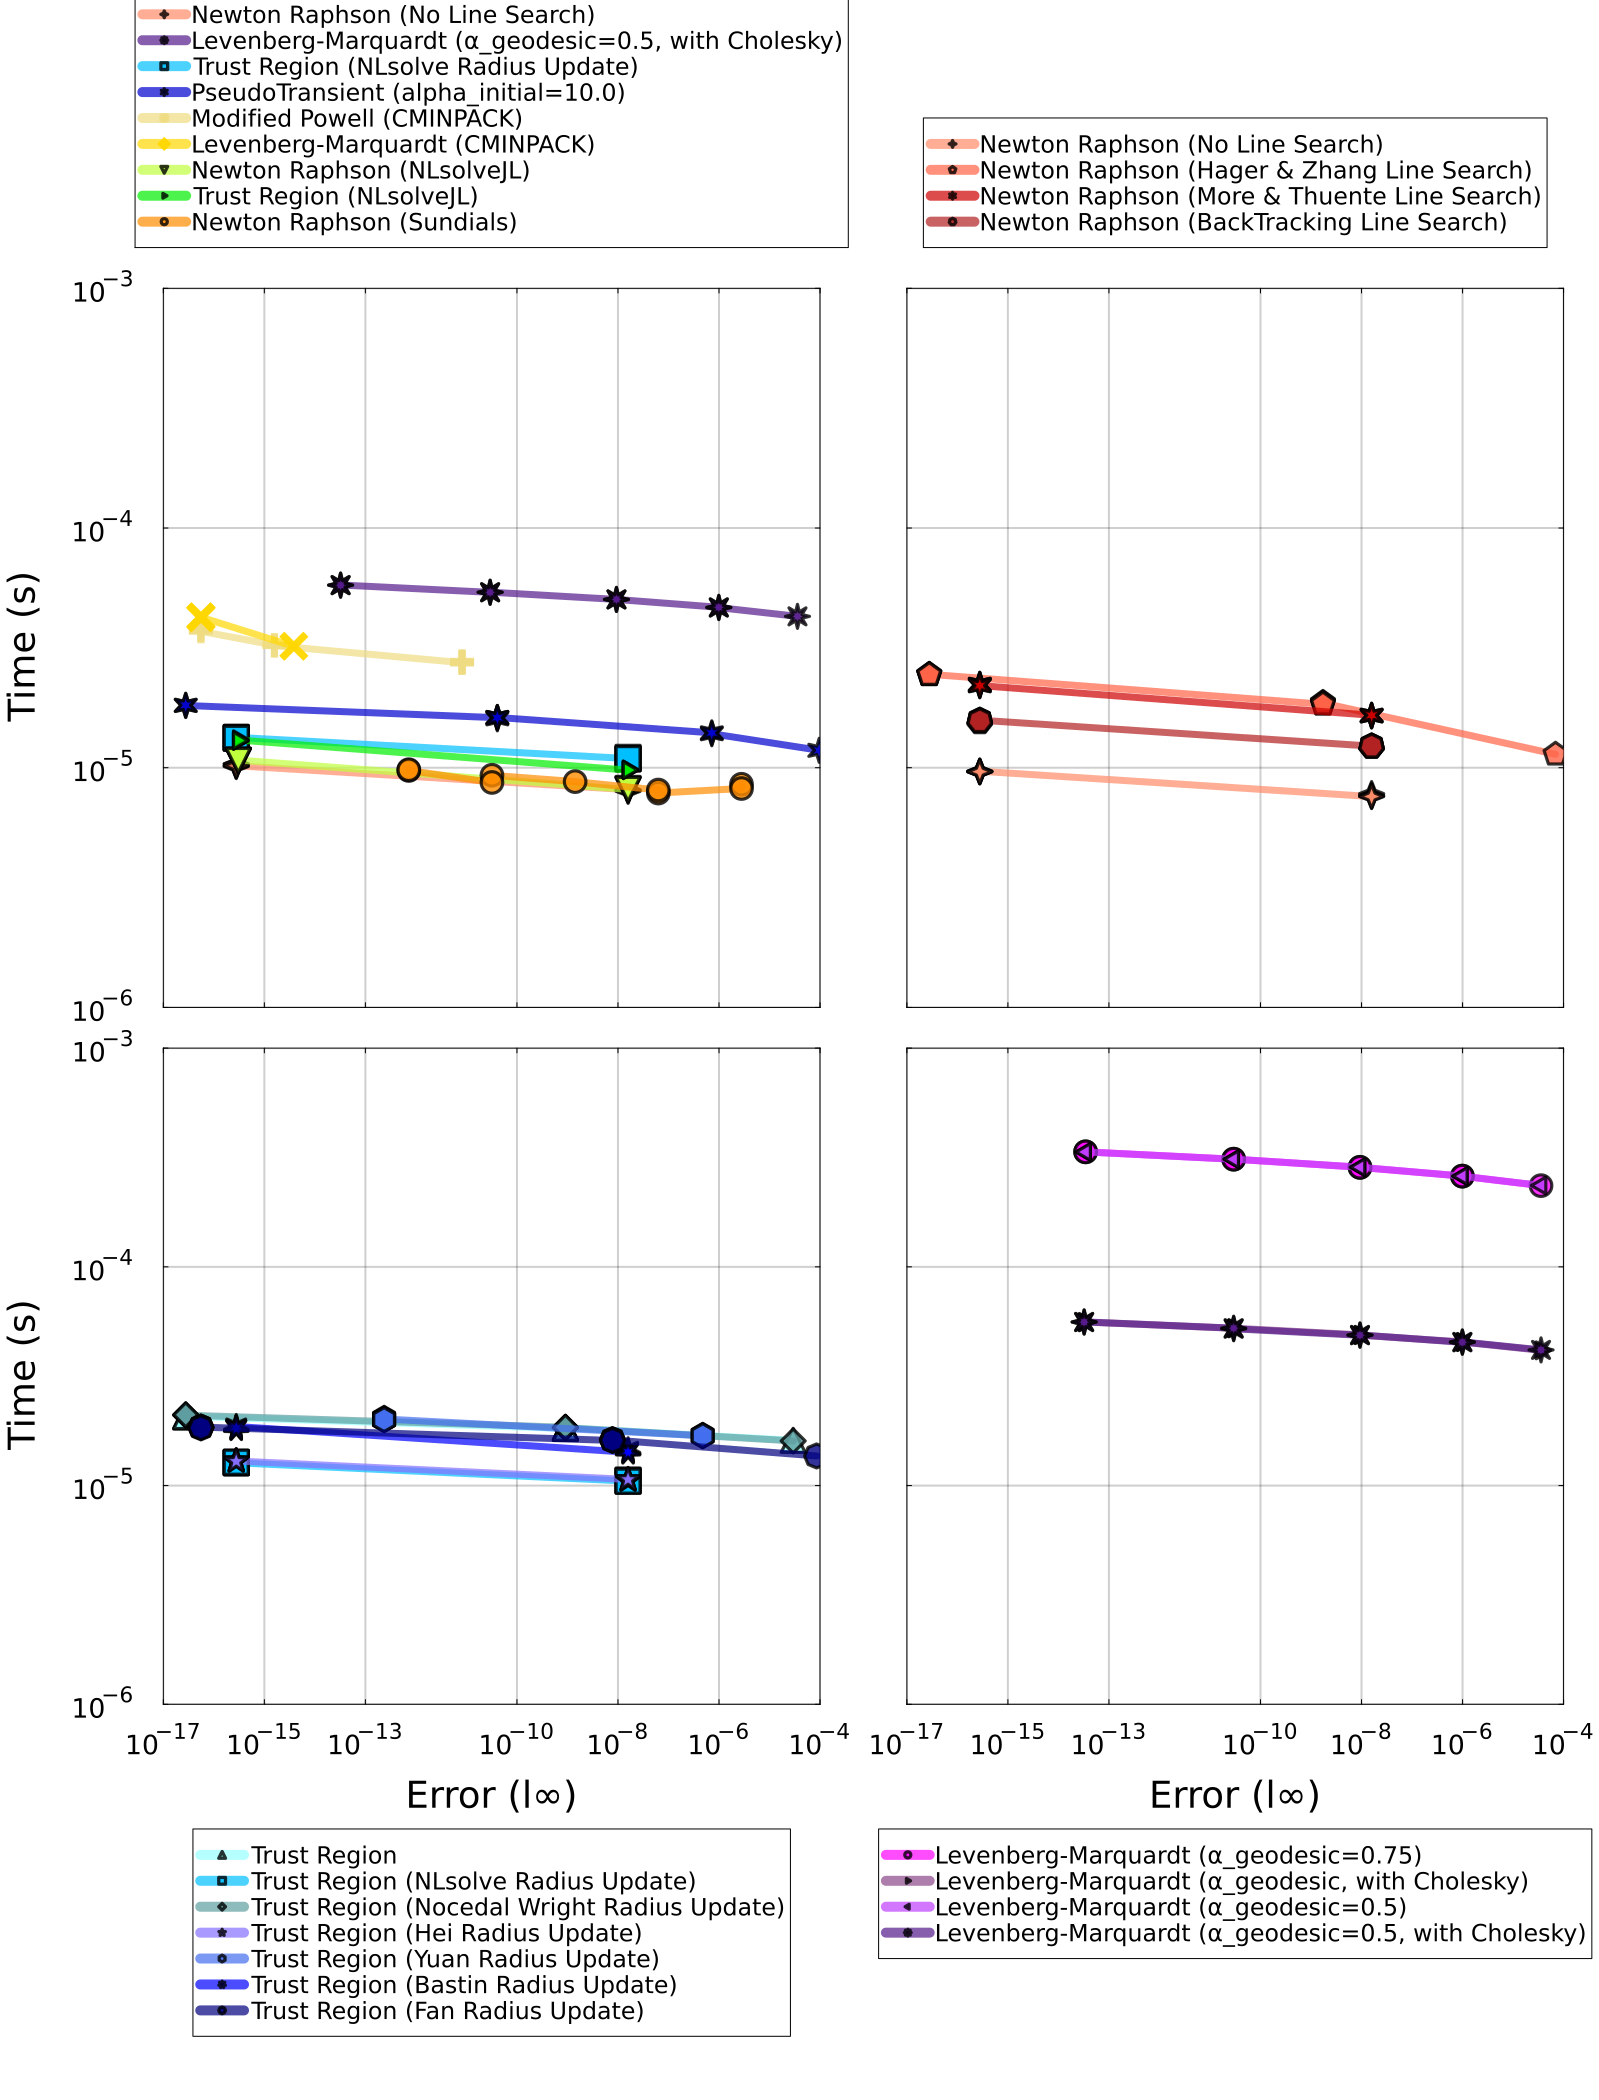 Newton Raphson (No Line Search)
Levenberg-Marquardt (α_geodesic=0.5, with Cholesky)
Trust Region (NLsolve Radius Update)
PseudoTransient (alpha_initial=10.0)
Modified Powell (CMINPACK)
Levenberg-Marquardt (CMINPACK)
Newton Raphson (NLsolveJL)
Trust Region (NLsolveJL)
Newton Raphson (Sundials)
Newton Raphson (No Line Search)
Newton Raphson (Hager & Zhang Line Search)
Newton Raphson (More & Thuente Line Search)
Newton Raphson (BackTracking Line Search)
Time (s)
10⁻³
10⁻⁴
10⁻⁵
10⁻⁶
Time (s)
10⁻³
10⁻⁴
10⁻⁵
10⁻⁶
10⁻¹⁷ 10⁻¹⁵ 10⁻¹³ 10⁻¹⁰ 10⁻⁸ 10⁻⁶ 10⁻⁴
10⁻¹⁷ 10⁻¹⁵ 10⁻¹³ 10⁻¹⁰ 10⁻⁸ 10⁻⁶ 10⁻⁴
Error (l∞)
Error (l∞)
Trust Region
Trust Region (NLsolve Radius Update)
Trust Region (Nocedal Wright Radius Update)
Trust Region (Hei Radius Update)
Trust Region (Yuan Radius Update)
Trust Region (Bastin Radius Update)
Trust Region (Fan Radius Update)
Levenberg-Marquardt (α_geodesic=0.75)
Levenberg-Marquardt (α_geodesic, with Cholesky)
Levenberg-Marquardt (α_geodesic=0.5)
Levenberg-Marquardt (α_geodesic=0.5, with Cholesky)